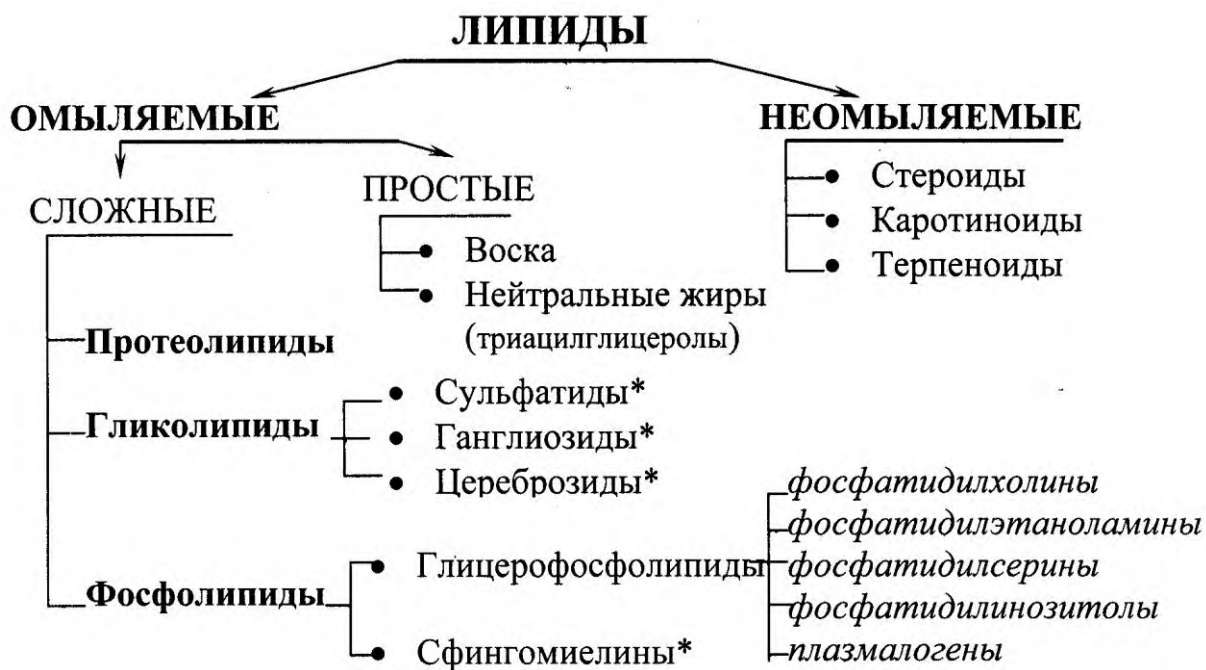 ЛИПИДЫ
ОМЫЛЯЕМЫЕ
НЕОМЫЛЯЕМЫЕ
СЛОЖНЫЕ
ПРОСТЫЕ
• Стероиды
• Каротиноиды
• Терпеноиды
• Воска
• Нейтральные жиры
(триацилглицеролы)
Протеолипиды
Гликолипиды
• Сульфатиды*
• Ганглиозиды*
• Цереброзиды*
Фосфолипиды
• Глицерофосфолипиды
фосфатидилхолины
фосфатидилэтаноламины
фосфатидилсерины
фосфатидилинозитолы
плазмалогены
• Сфингомиелины*